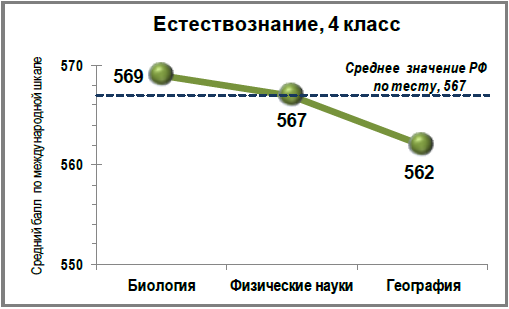 Естествознание, 4 класс
Средний балл по международной шкале
570
560
550
569
567
562
Среднее значение РФ
по тесту, 567
Биология
Физические науки
География